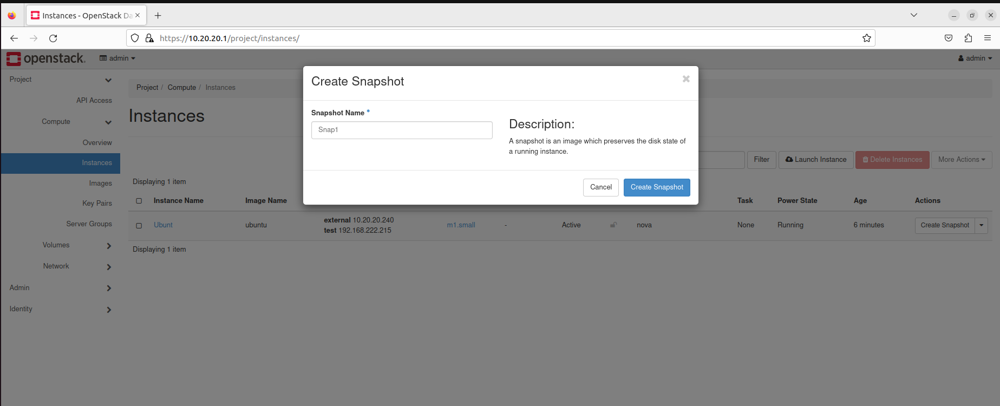 Instances - OpenStack Da
https://10.20.20.1/project/instances/
openstack. admin admin
Project
API Access
Compute
Overview
Instances
Images
Key Pairs
Server Groups
Volumes
Network
Admin
Identity
Project / Compute / Instances
Instances
Filter Launch Instance Delete Instances More Actions
Displaying 1 item
Instance Name Image Name Task Power State Age Actions
Ubunt ubuntu external 10.20.20.240 m1.small - Active nova None Running 6 minutes Create Snapshot
test 192.168.222.215
Displaying 1 item
Create Snapshot
Snapshot Name *
Snap1
Description:
A snapshot is an image which preserves the disk state of
a running instance.
Cancel Create Snapshot